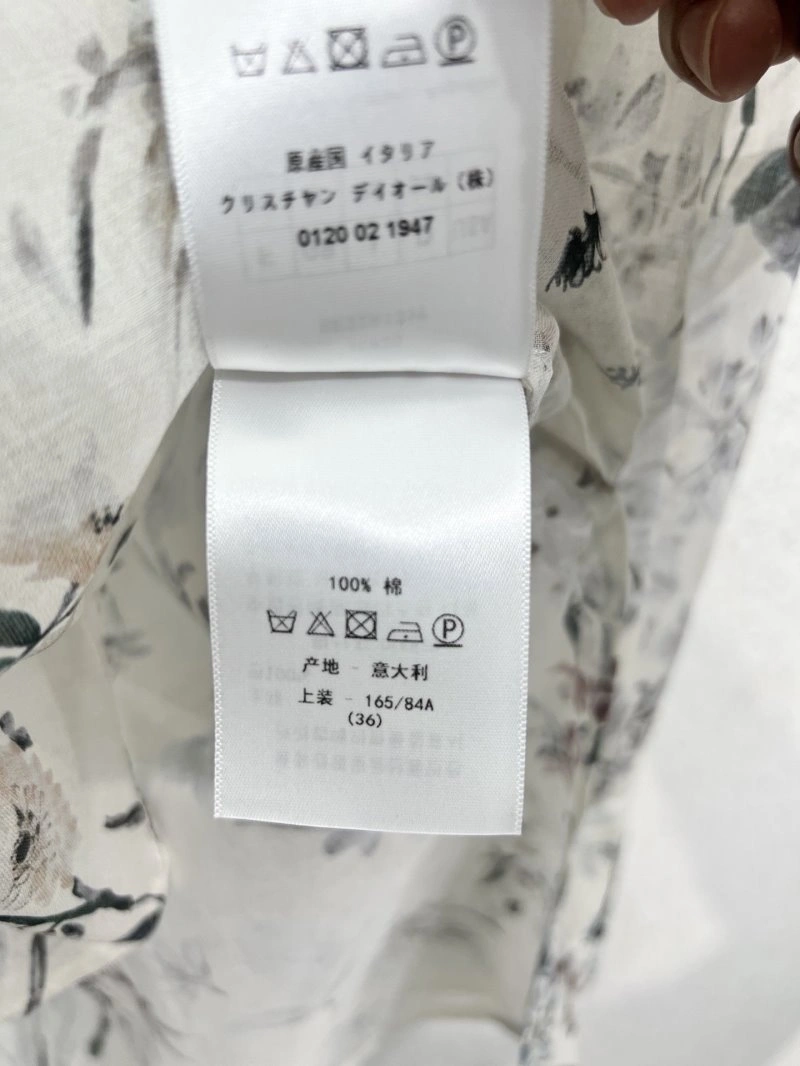 P
原産国 イタリア
クリスチャン デイオール (株)
0120 02 1947
100% 棉
P
产地 - 意大利
上装 - 165/84A
(36)